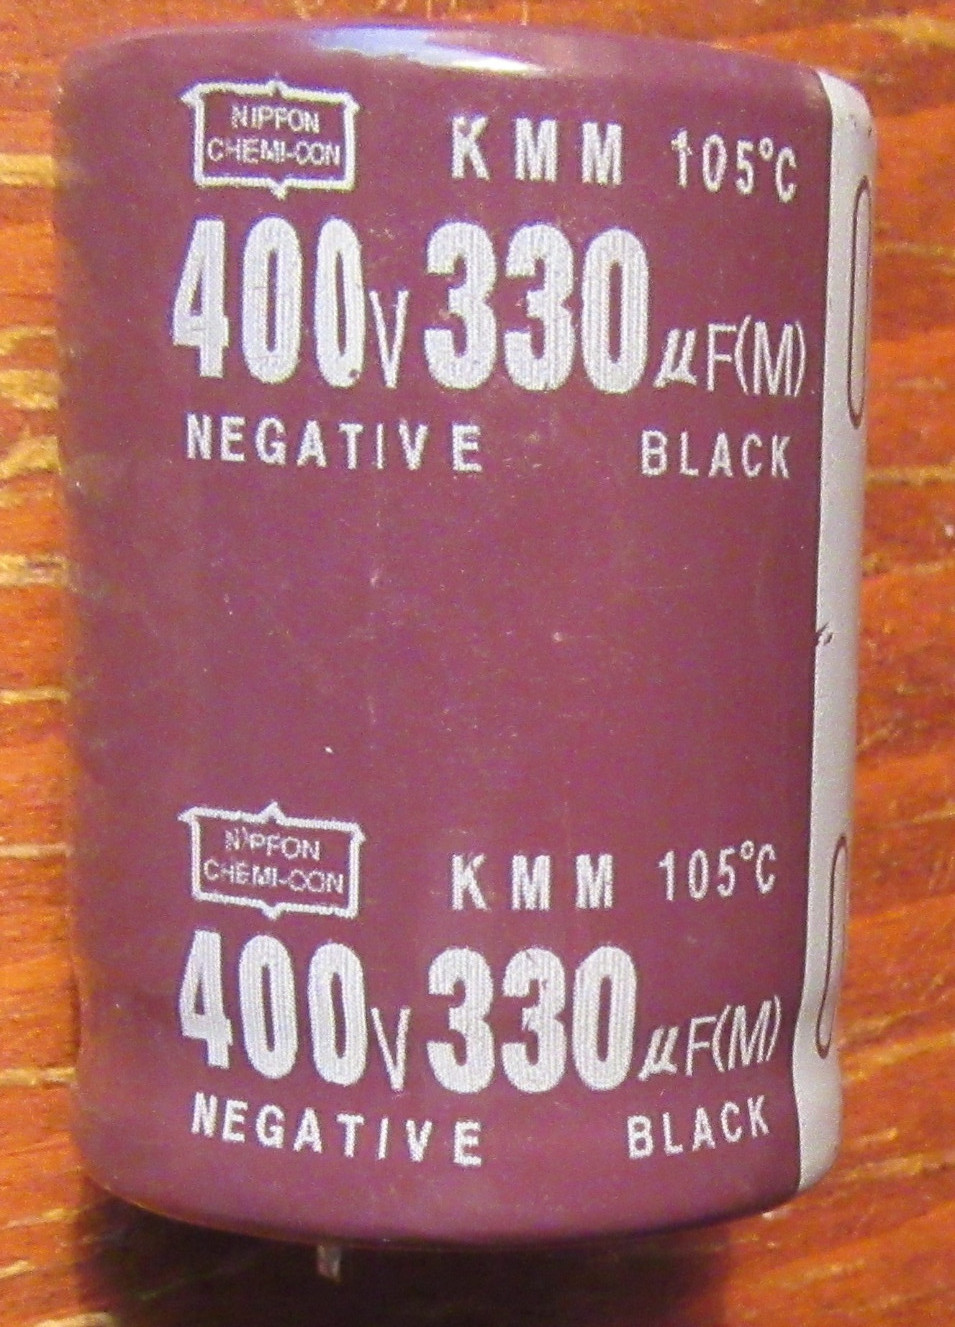 NIPPON
CHEMI-CON
KMM 105°C
400V 330μF(M)
NEGATIVE BLACK
NIPPON
CHEMI-CON
KMM 105°C
400V 330μF(M)
NEGATIVE BLACK